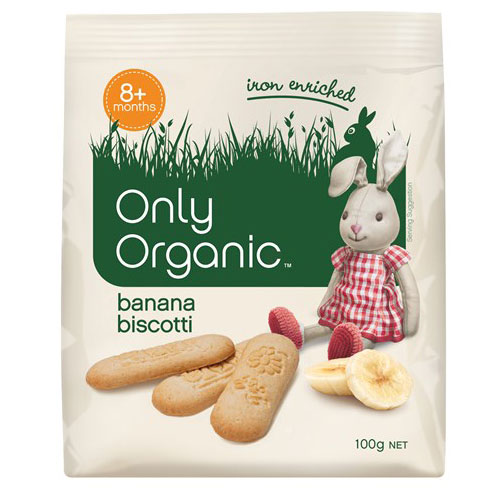 8+
months
iron enriched
Only
Organic™
banana
biscotti
Serving Suggestion
100g NET